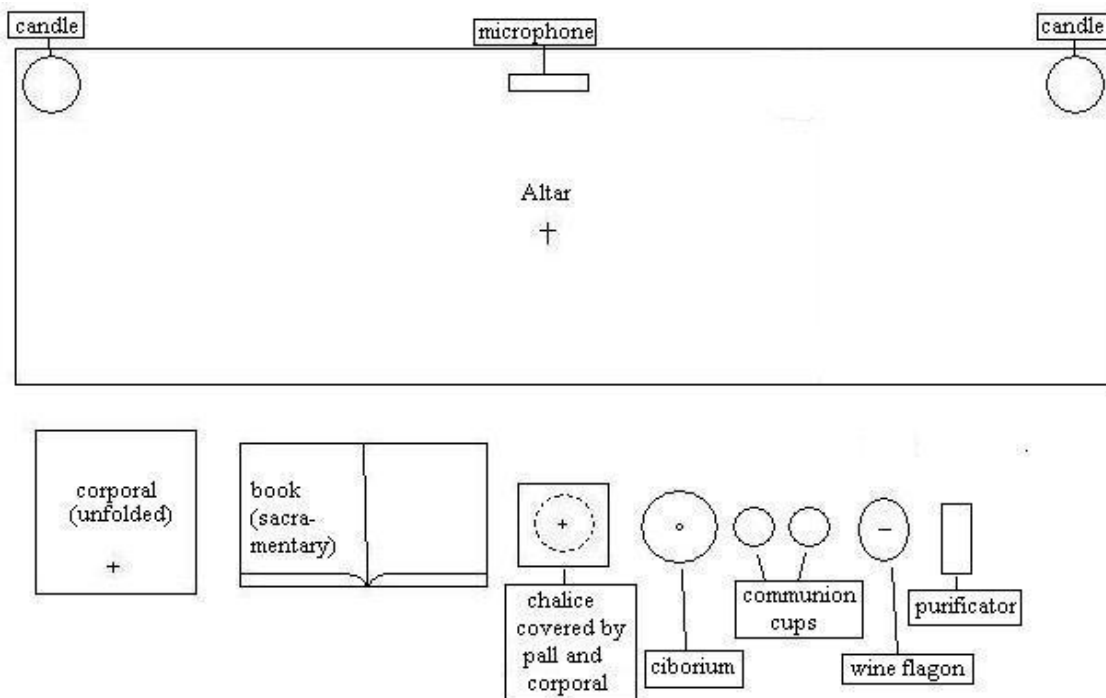 candle
microphone
candle
Altar
corporal
(unfolded)
book
(sacra-
mentary)
chalice
covered by
pall and
corporal
ciborium
communion
cups
wine flagon
purificator